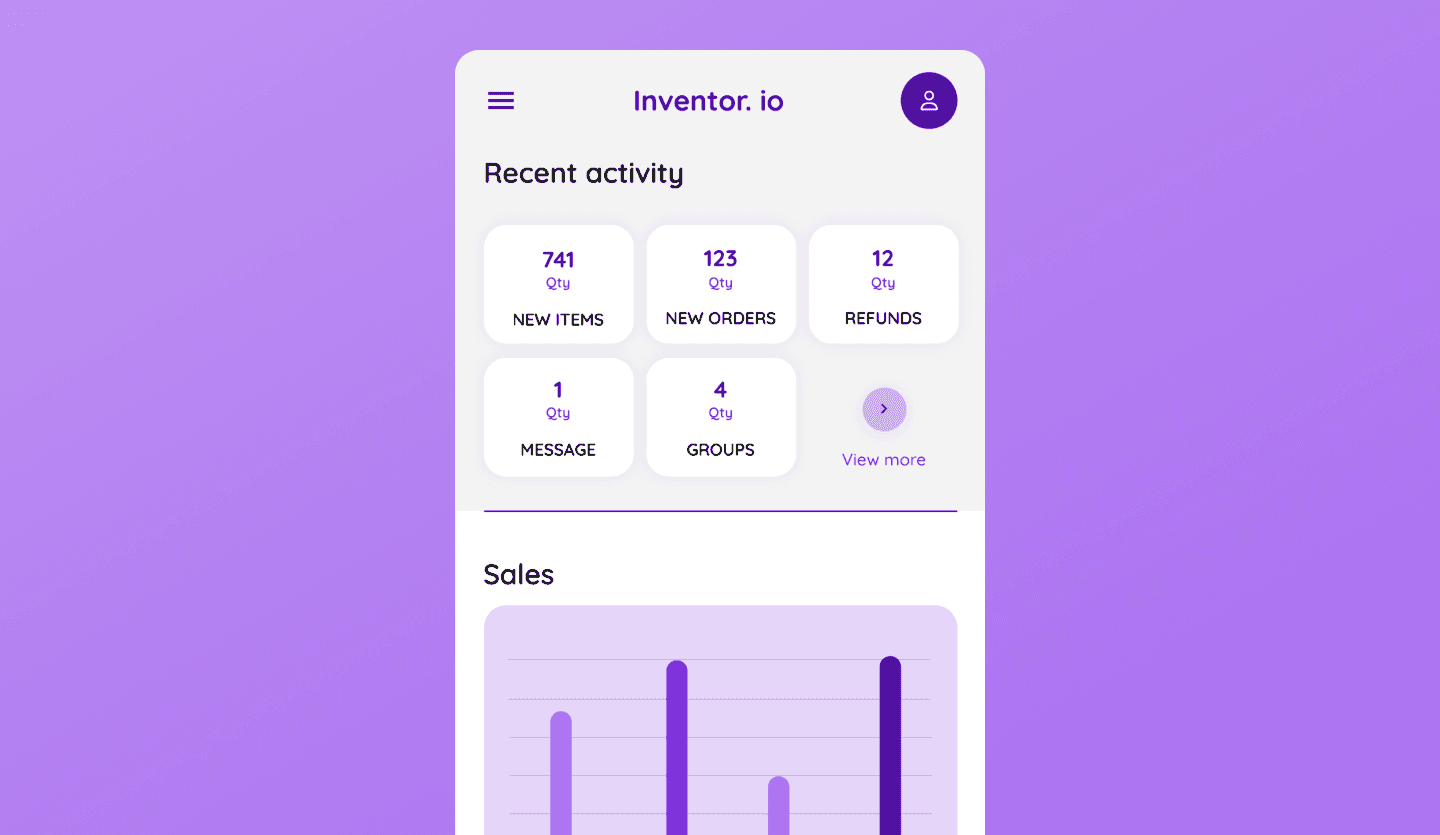 Inventor. io
Recent activity
741
Qty
NEW ITEMS
123
Qty
NEW ORDERS
12
Qty
REFUNDS
1
Qty
MESSAGE
4
Qty
GROUPS
View more
Sales